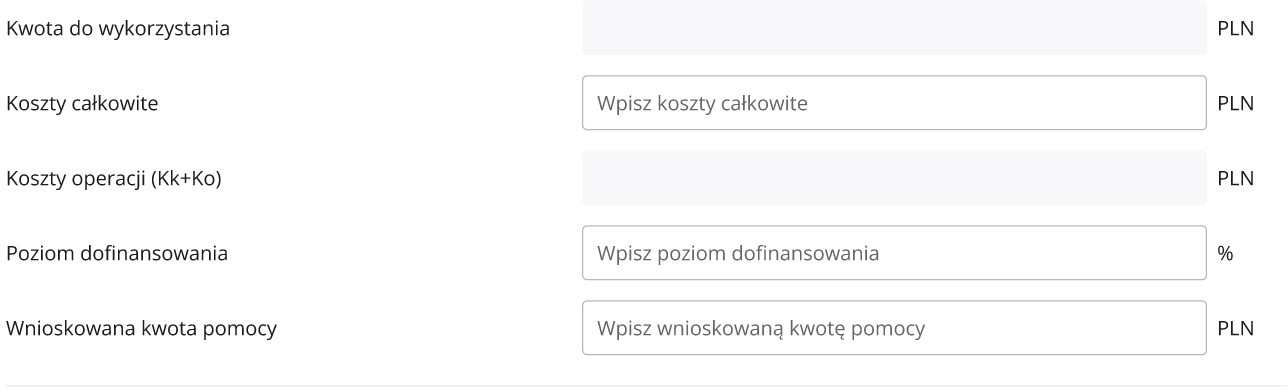 Kwota do wykorzystania PLN
Koszty całkowite Wpisz koszty całkowite PLN
Koszty operacji (Kk+Ko) PLN
Poziom dofinansowania Wpisz poziom dofinansowania %
Wnioskowana kwota pomocy Wpisz wnioskowaną kwotę pomocy PLN